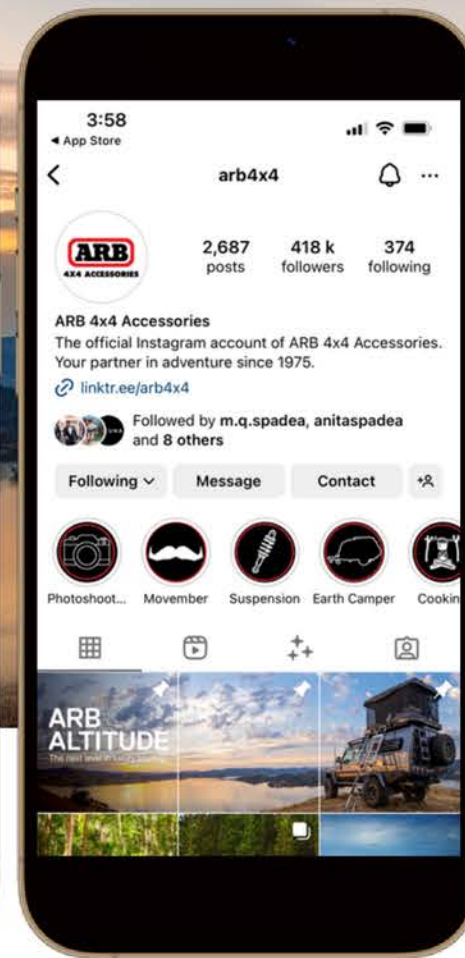 3:58
◀ App Store
arb4x4
ARB
4X4 ACCESSORIES
2,687 418 k 374
posts followers following
ARB 4x4 Accessories
The official Instagram account of ARB 4x4 Accessories.
Your partner in adventure since 1975.
linktr.ee/arb4x4
Followed by m.q.spadea, anitaspadea
and 8 others
Following Message Contact
Photoshoot... Movember Suspension Earth Camper Cookin
ARB
ALTITUDE